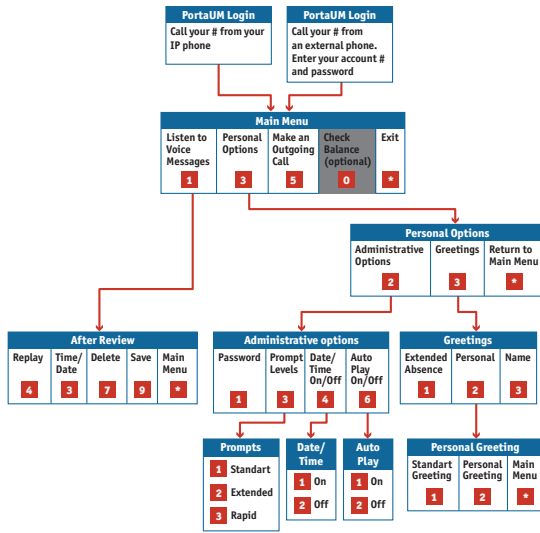 PortaUM Login
Call your # from your
IP phone
PortaUM Login
Call your # from
an external phone.
Enter your account #
and password
Main Menu
Listen to
Voice
Messages
1
Personal
Options
3
Make an
Outgoing
Call
5
Check
Balance
(optional)
0
Exit
*
Personal Options
Administrative
Options
2
Greetings
3
Return to
Main Menu
*
After Review
Replay
4
Time/
Date
3
Delete
7
Save
9
Main
Menu
*
Administrative options
Password
1
Prompt
Levels
3
Date/
Time
On/Off
4
Auto
Play
On/Off
6
Greetings
Extended
Absence
1
Personal
2
Name
3
Prompts
1 Standart
2 Extended
3 Rapid
Date/
Time
1 On
2 Off
Auto
Play
1 On
2 Off
Personal Greeting
Standart
Greeting
1
Personal
Greeting
2
Main
Menu
*